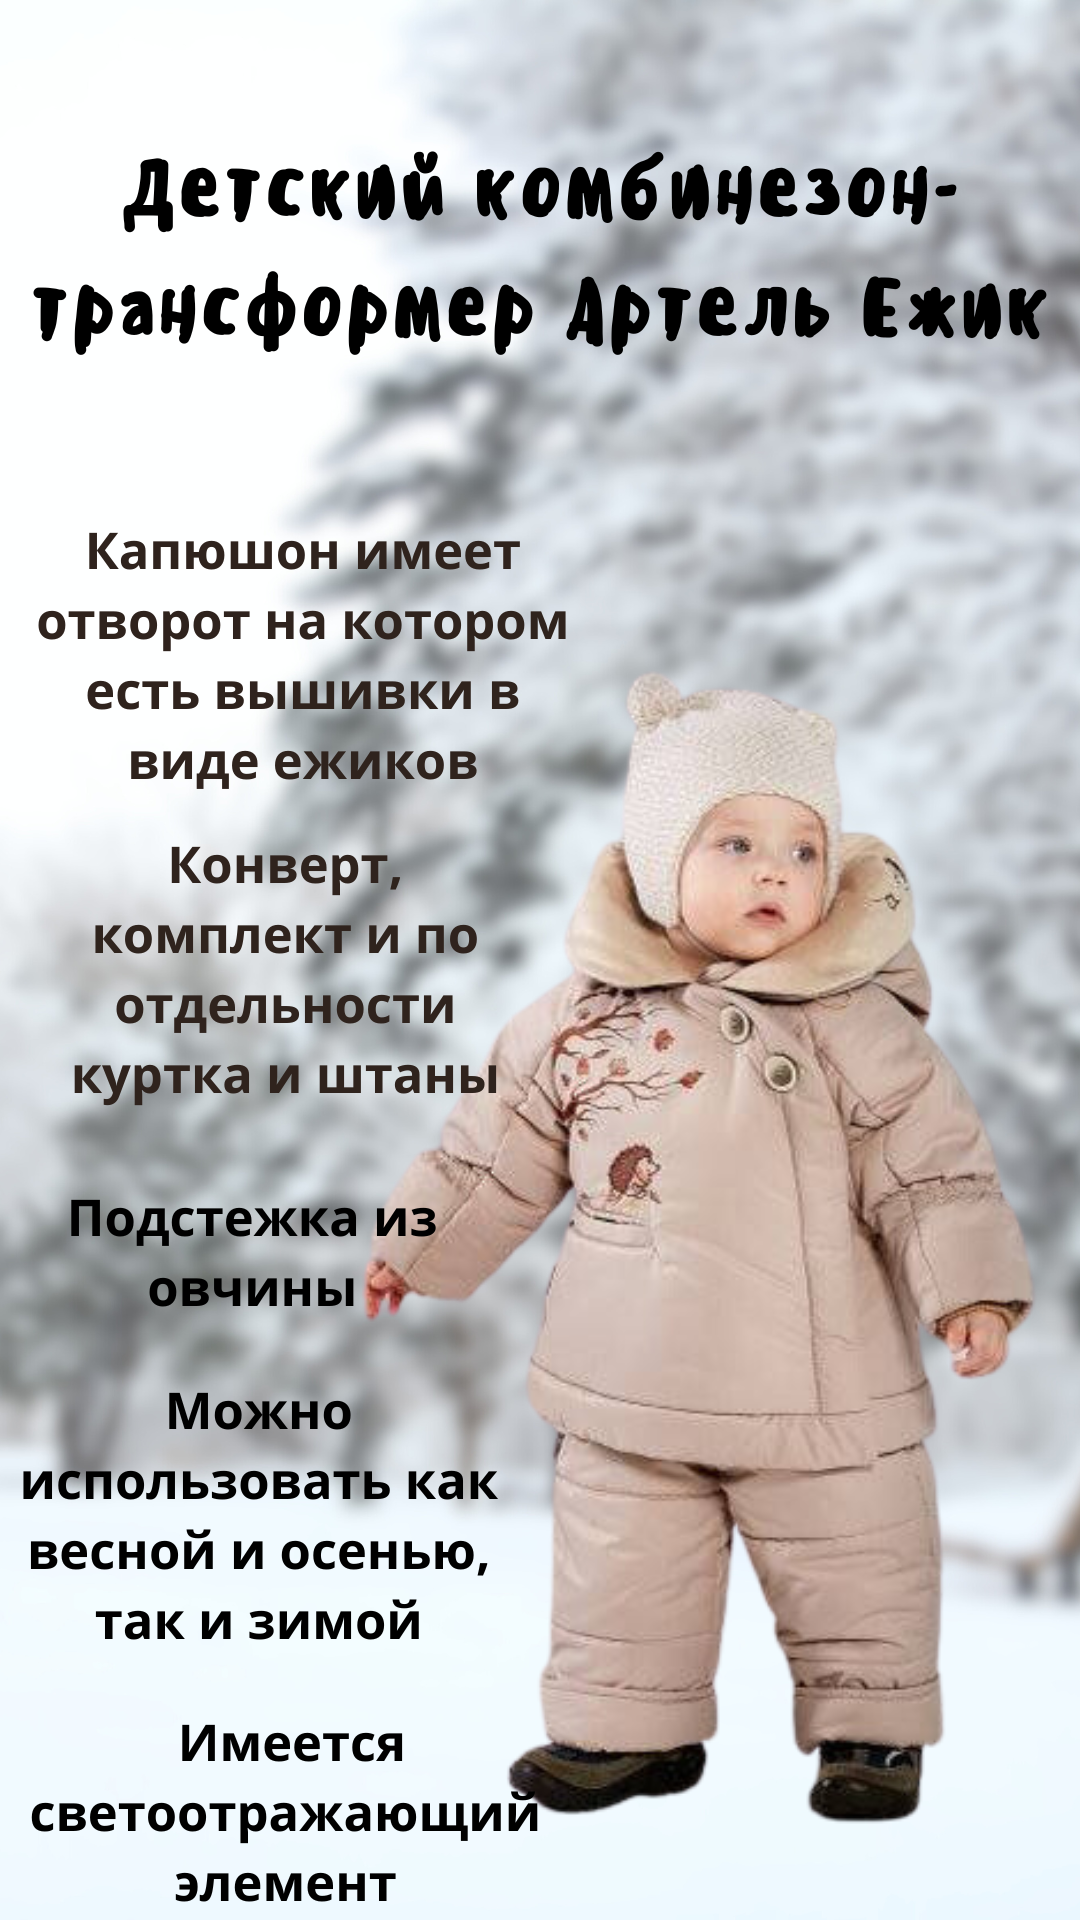 Детский комбинезон-
трансформер Артель Ежик
Капюшон имеет
отворот на котором
есть вышивки в
виде ежиков
Конверт,
комплект и по
отдельности
куртка и штаны
Подстежка из
овчины
Можно
использовать как
весной и осенью,
так и зимой
Имеется
светоотражающий
элемент